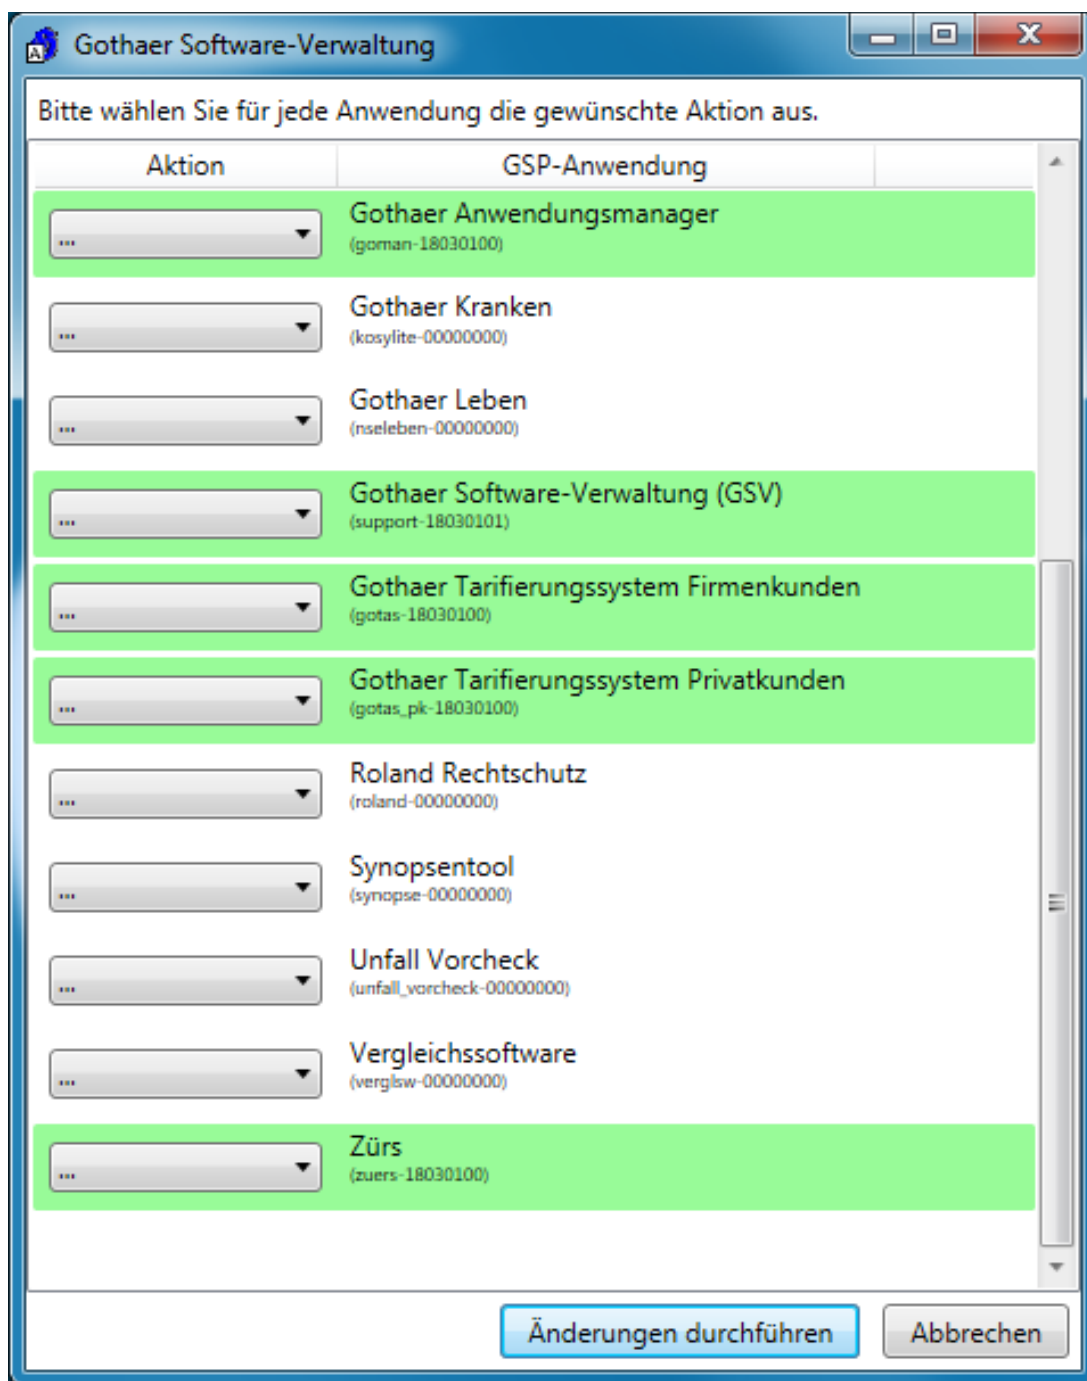 Gothaer Software-Verwaltung
Bitte wählen Sie für jede Anwendung die gewünschte Aktion aus.
Aktion GSP-Anwendung
... Gothaer Anwendungsmanager
(goman-18030100)
... Gothaer Kranken
(kosylite-00000000)
... Gothaer Leben
(nseleben-00000000)
... Gothaer Software-Verwaltung (GSV)
(support-18030101)
... Gothaer Tarifierungssystem Firmenkunden
(gotas-18030100)
... Gothaer Tarifierungssystem Privatkunden
(gotas_pk-18030100)
... Roland Rechtschutz
(roland-00000000)
... Synopsentool
(synopse-00000000)
... Unfall Vorcheck
(unfall_vorcheck-00000000)
... Vergleichssoftware
(verglsw-00000000)
... Zürs
(zuers-18030100)
Änderungen durchführen Abbrechen